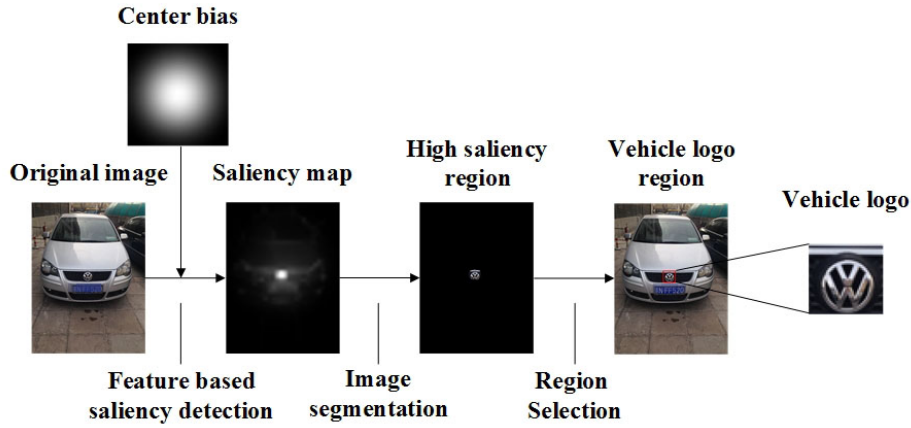 Center bias
Original image
Saliency map
High saliency
region
Vehicle logo
region
Vehicle logo
Feature based
saliency detection
Image
segmentation
Region
Selection